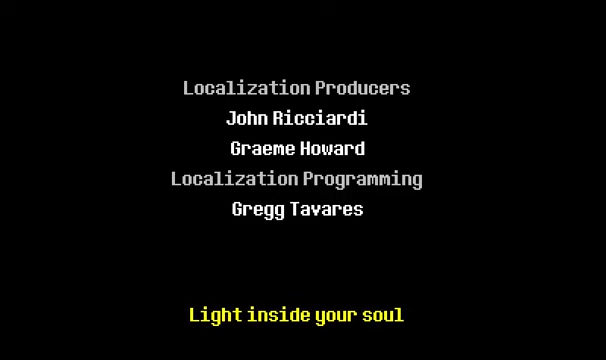 Localization Producers
John Ricciardi
Graeme Howard
Localization Programming
Gregg Tavares
Light inside your soul